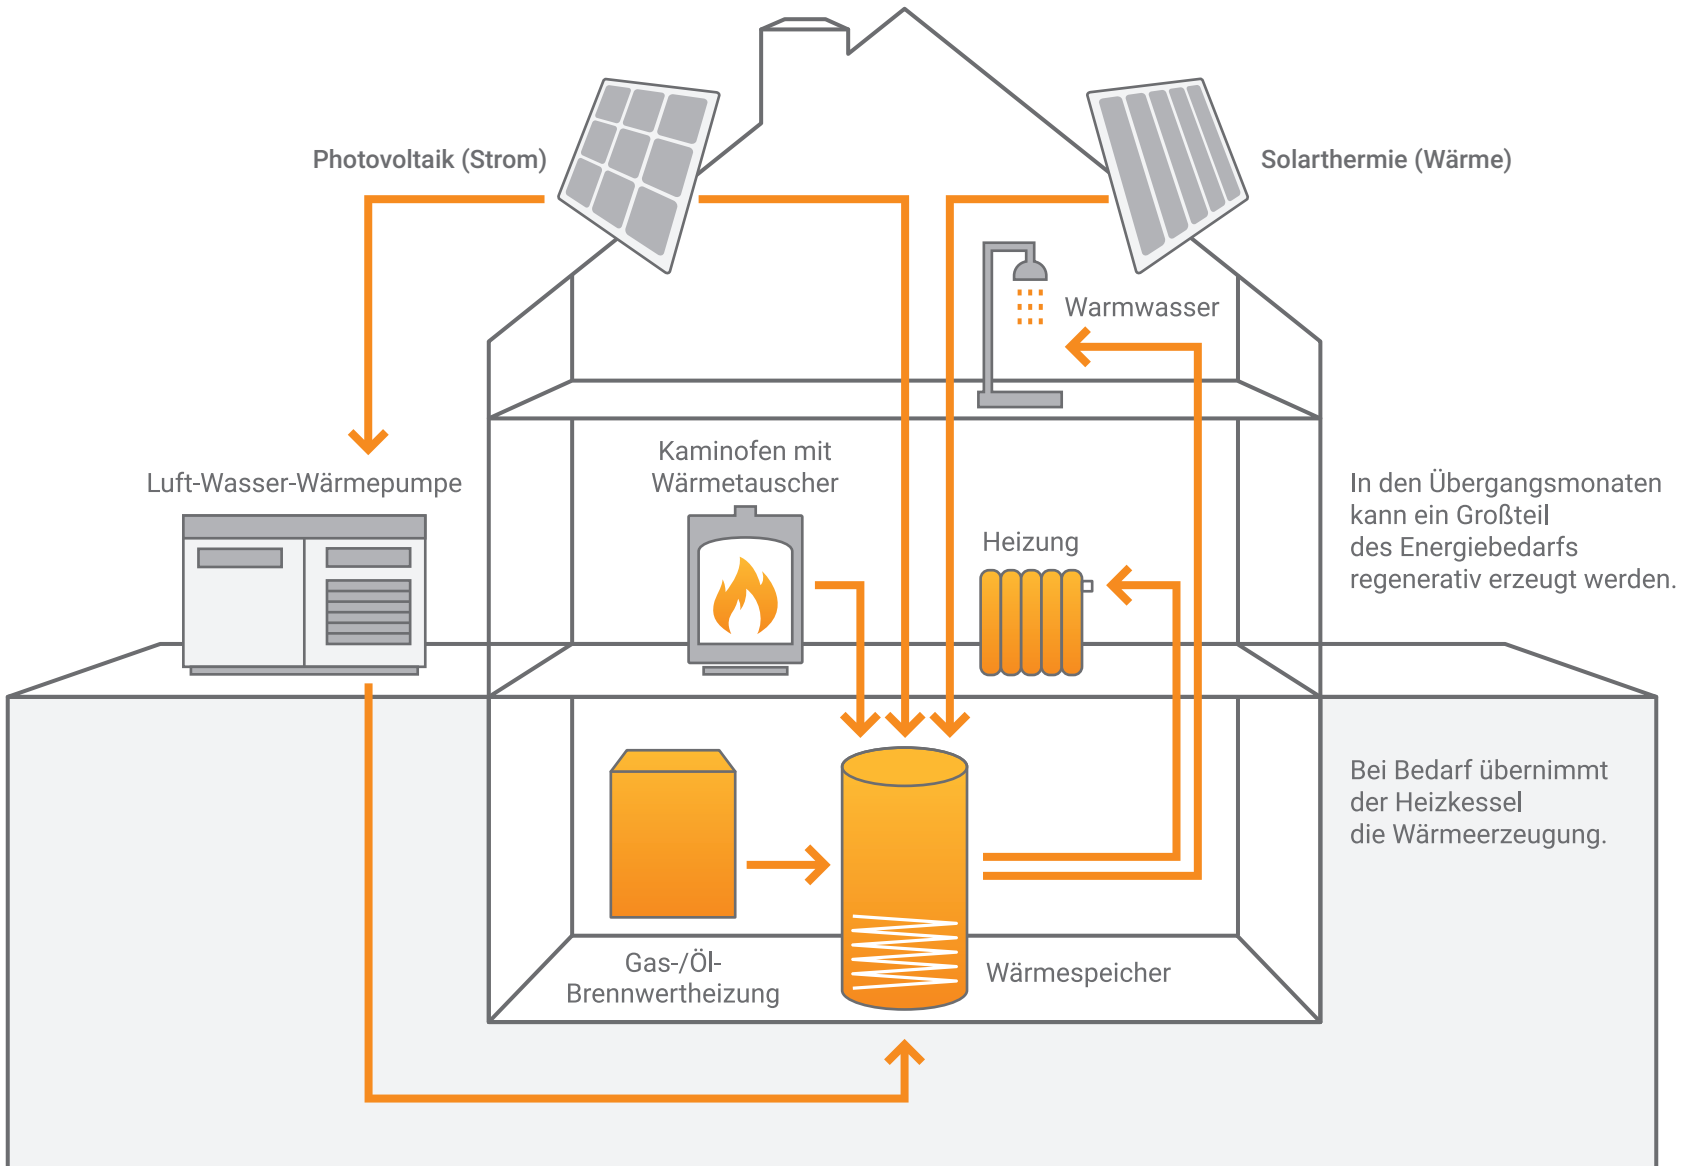 Photovoltaik (Strom)
Solarthermie (Wärme)
Warmwasser
Luft-Wasser-Wärmepumpe
Kaminofen mit
Wärmetauscher
Heizung
In den Übergangsmonaten
kann ein Großteil
des Energiebedarfs
regenerativ erzeugt werden.
Bei Bedarf übernimmt
der Heizkessel
die Wärmeerzeugung.
Gas-/Öl-
Brennwertheizung
Wärmespeicher